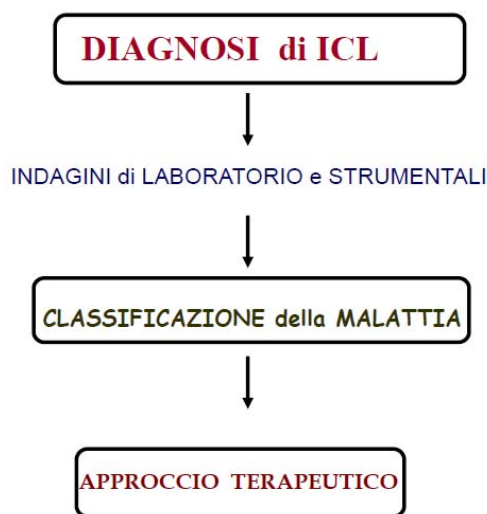 DIAGNOSI di ICL
INDAGINI di LABORATORIO e STRUMENTALI
CLASSIFICAZIONE della MALATTIA
APPROCCIO TERAPEUTICO